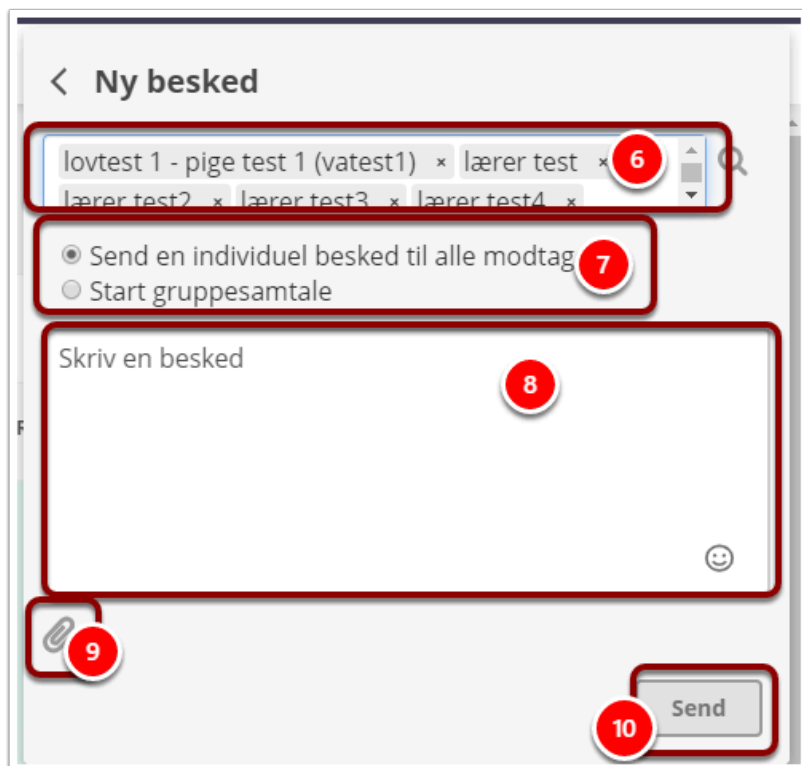 Ny besked
lovtest 1 - pige test 1 (vatest1) × lærer test × 6
lærer test2 × lærer test3 × lærer test4 ×
Send en individuel besked til alle modtag 7
Start gruppesamtale
Skriv en besked
8
9
Send
10